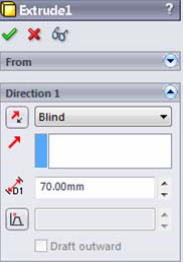 Extrude1
?
From
Direction 1
Blind
D1
70.00mm
Draft outward